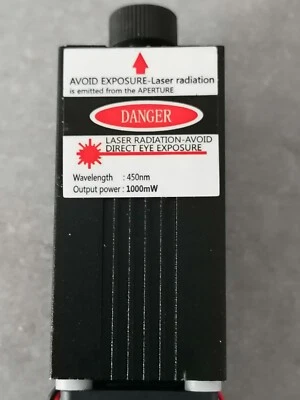 AVOID EXPOSURE-Laser radiation
is emitted from the APERTURE
DANGER
LASER RADIATION-AVOID
DIRECT EYE EXPOSURE
Wavelength : 450nm
Output power : 1000mW